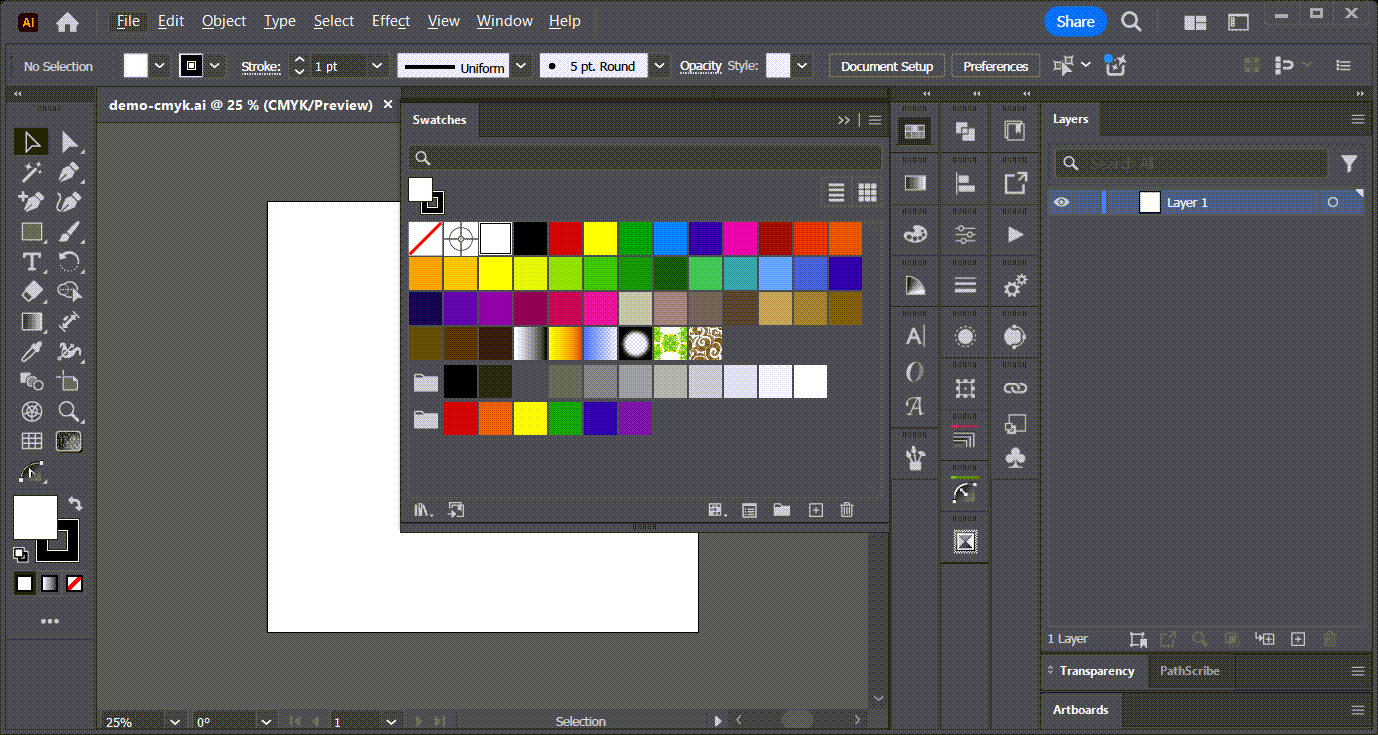 Ai File Edit Object Type Select Effect View Window Help Share
No Selection Stroke: 1 pt Uniform 5 pt. Round Opacity Style: Document Setup Preferences
demo-cmyk.ai @ 25 % (CMYK/Preview) ×
Swatches
Layers
Search All
Layer 1
1 Layer
Transparency PathScribe
Artboards
25% 0° 1 Selection